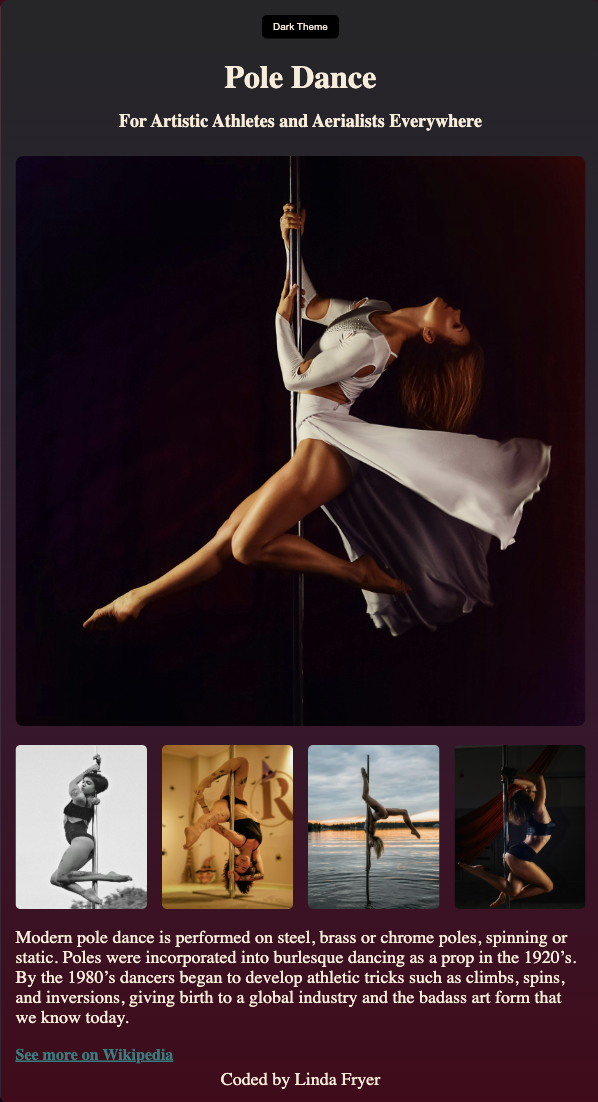 Dark Theme
Pole Dance
For Artistic Athletes and Aerialists Everywhere
R
Modern pole dance is performed on steel, brass or chrome poles, spinning or
static. Poles were incorporated into burlesque dancing as a prop in the 1920’s.
By the 1980’s dancers began to develop athletic tricks such as climbs, spins,
and inversions, giving birth to a global industry and the badass art form that
we know today.
See more on Wikipedia
Coded by Linda Fryer